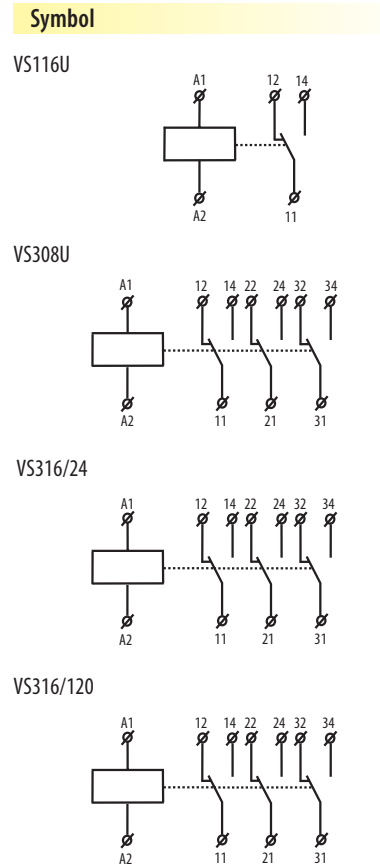 Symbol
VS116U
A1 12 14
A2 11
VS308U
A1 12 14 22 24 32 34
A2 11 21 31
VS316/24
A1 12 14 22 24 32 34
A2 11 21 31
VS316/120
A1 12 14 22 24 32 34
A2 11 21 31